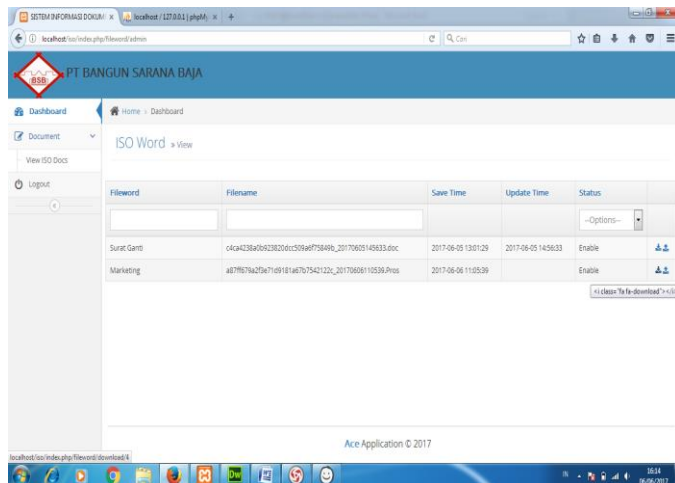 SISTEM INFORMASI DOKUM
localhost / 127.0.0.1 | phpMy
localhost/iso/index.php/fileword/admin
Cari
BSB
PT BANGUN SARANA BAJA
Dashboard
Home > Dashboard
Document
ISO Word » View
View ISO Docs
Logout
Fileword Filename Save Time Update Time Status
--Options--
Surat Ganti c4ca4238a0b923820dcc509a6f75849b_20170605145633.doc 2017-06-05 13:01:29 2017-06-05 14:56:33 Enable
Marketing a87ff679a2f3e71d9181a67b7542122c_20170606110539.Pros 2017-06-06 11:05:39 Enable
<i class="fa fa-download"></i
Ace Application © 2017
localhost/iso/index.php/fileword/download/4
Dw
IN
16:14
06/06/2017